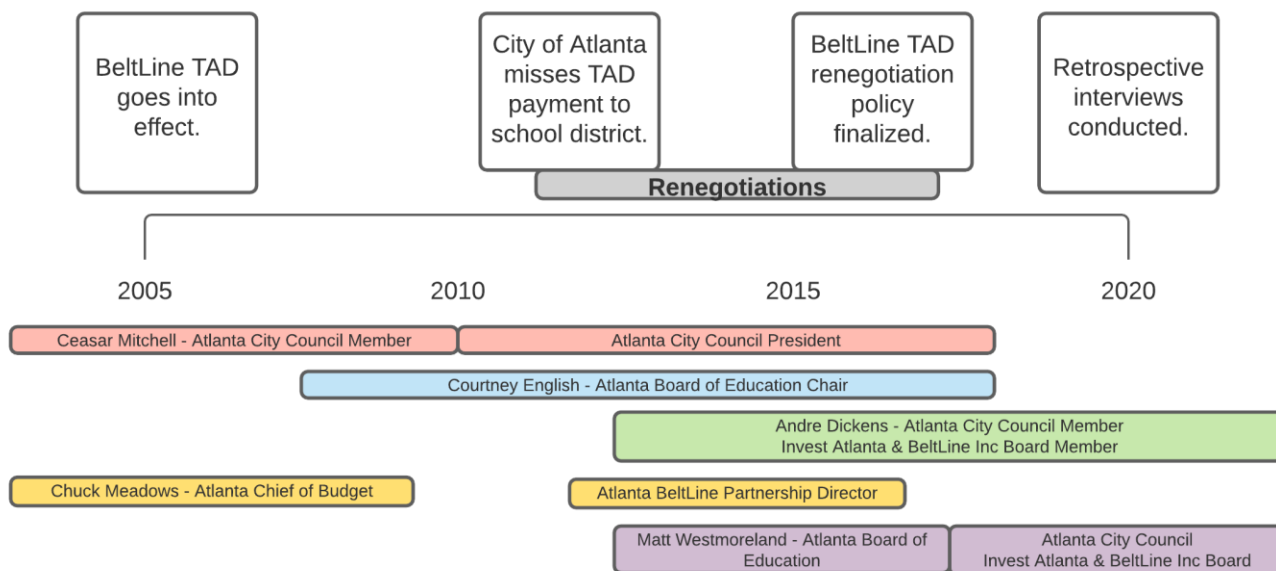 BeltLine TAD
goes into
effect.
City of Atlanta
misses TAD
payment to
school district.
BeltLine TAD
renegotiation
policy
finalized.
Retrospective
interviews
conducted.
Renegotiations
2005
2010
2015
2020
Ceasar Mitchell - Atlanta City Council Member
Atlanta City Council President
Courtney English - Atlanta Board of Education Chair
Andre Dickens - Atlanta City Council Member
Invest Atlanta & BeltLine Inc Board Member
Chuck Meadows - Atlanta Chief of Budget
Atlanta BeltLine Partnership Director
Matt Westmoreland - Atlanta Board of
Education
Atlanta City Council
Invest Atlanta & BeltLine Inc Board